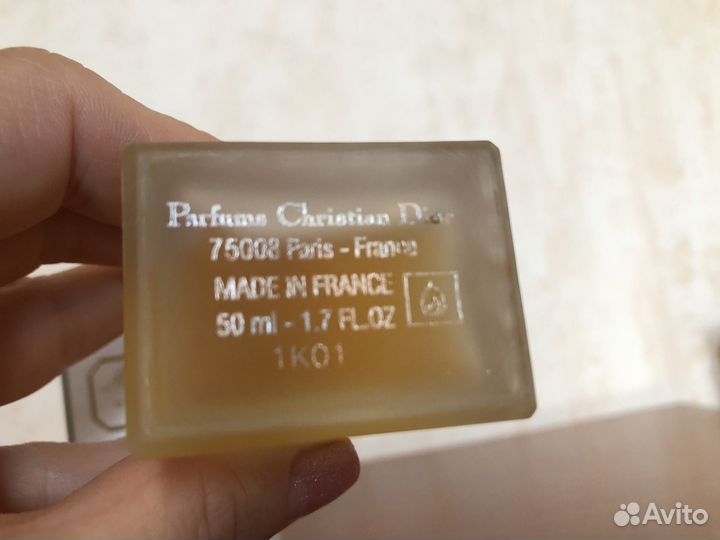 Parfums Christian Dior
75008 Paris - France
MADE IN FRANCE
50 ml - 1.7 FL.OZ
1K01
Avito